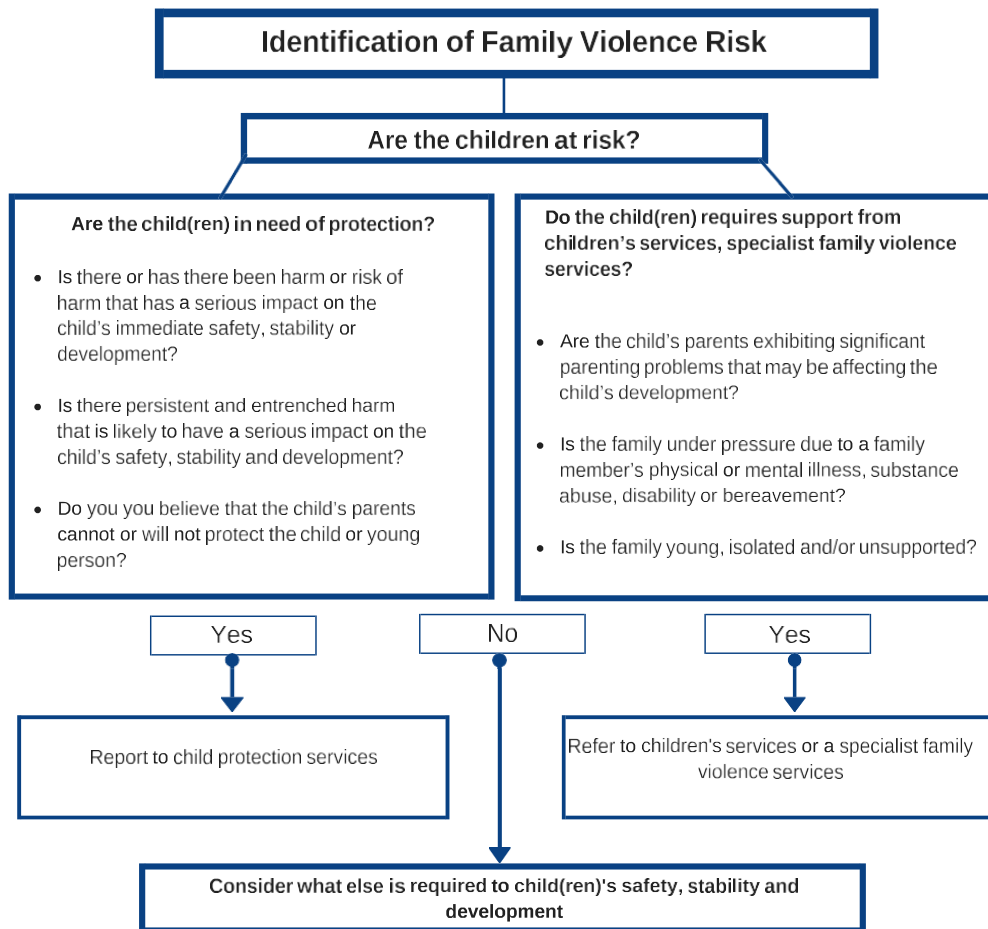 Identification of Family Violence Risk
Are the children at risk?
Are the child(ren) in need of protection?
• Is there or has there been harm or risk of
harm that has a serious impact on the
child's immediate safety, stability or
development?
• Is there persistent and entrenched harm
that is likely to have a serious impact on the
child's safety, stability and development?
• Do you you believe that the child's parents
cannot or will not protect the child or young
person?
Do the child(ren) requires support from
children's services, specialist family violence
services?
• Are the child's parents exhibiting significant
parenting problems that may be affecting the
child's development?
• Is the family under pressure due to a family
member's physical or mental illness, substance
abuse, disability or bereavement?
• Is the family young, isolated and/or unsupported?
Yes
No
Yes
Report to child protection services
Refer to children's services or a specialist family
violence services
Consider what else is required to child(ren)'s safety, stability and
development